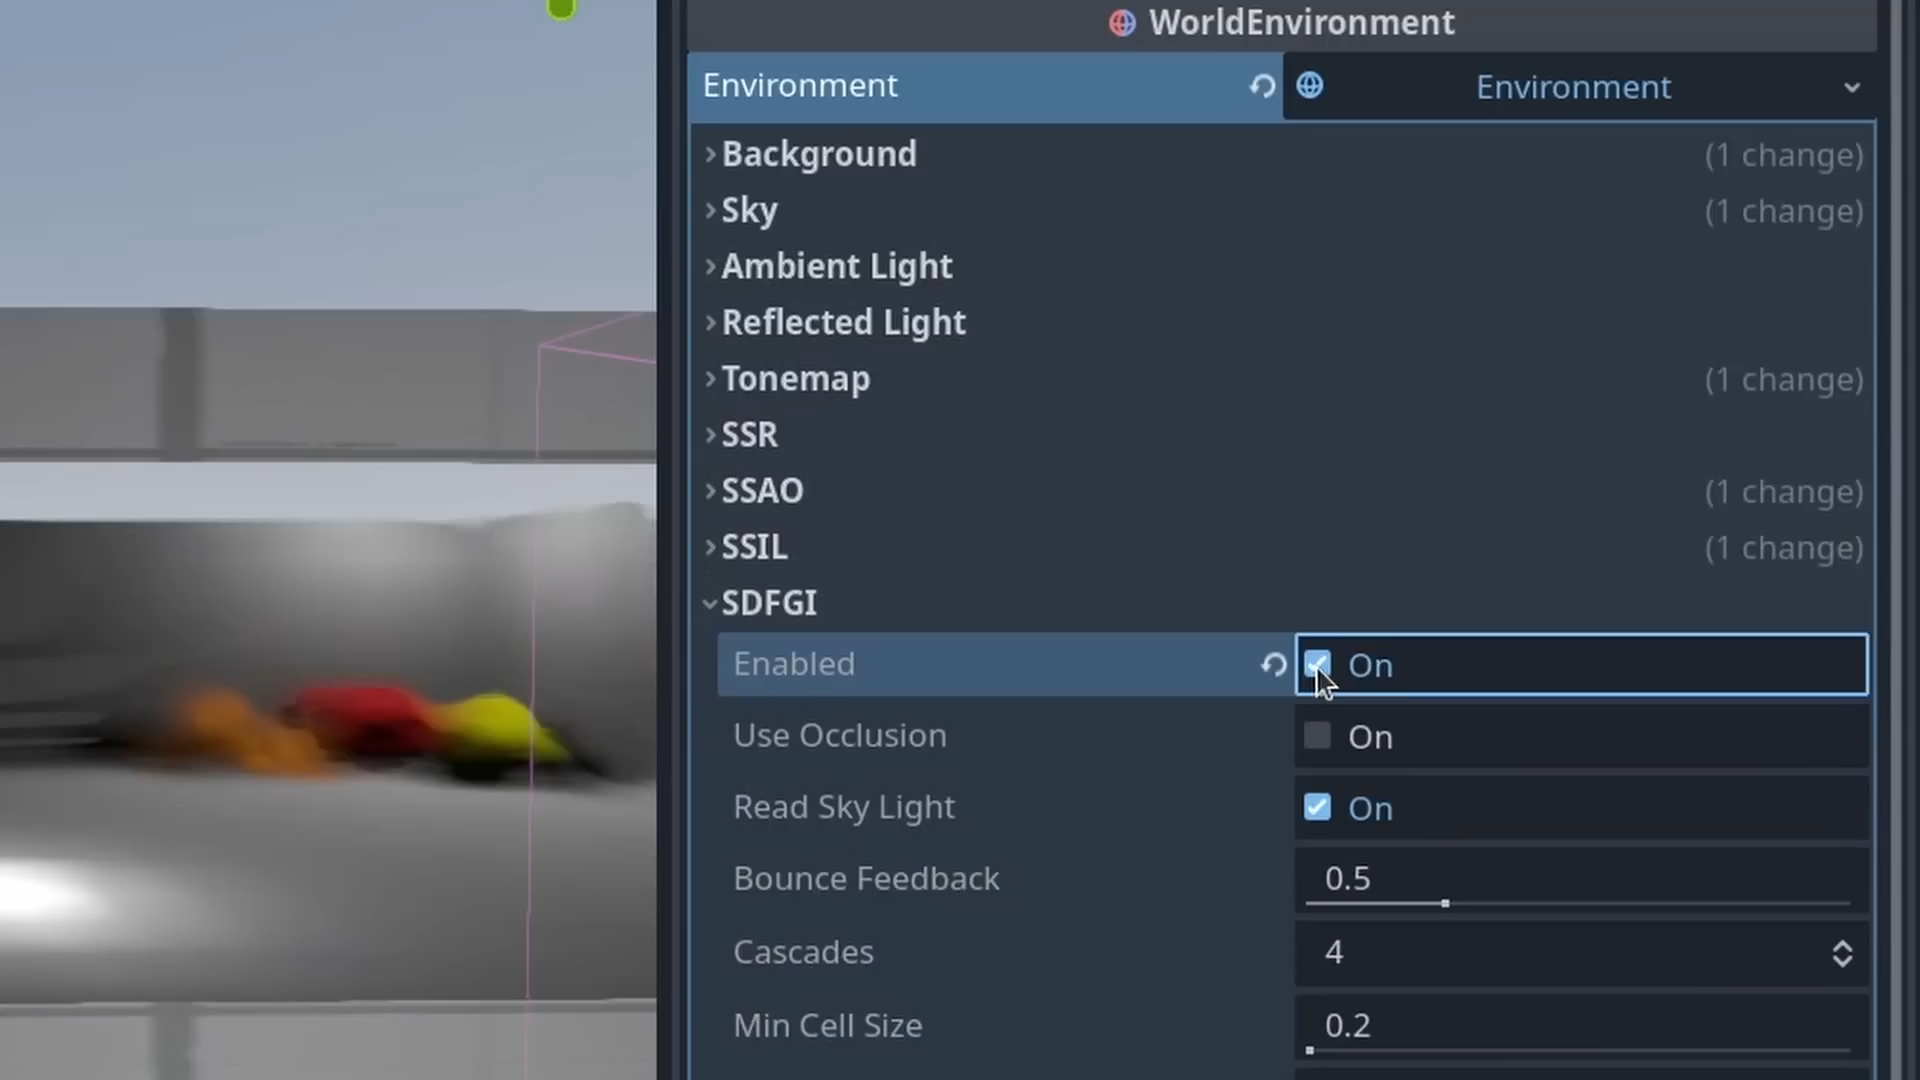 WorldEnvironment
Environment Environment
Background (1 change)
Sky (1 change)
Ambient Light
Reflected Light
Tonemap (1 change)
SSR
SSAO (1 change)
SSIL (1 change)
SDFGI
Enabled On
Use Occlusion On
Read Sky Light On
Bounce Feedback 0.5
Cascades 4
Min Cell Size 0.2